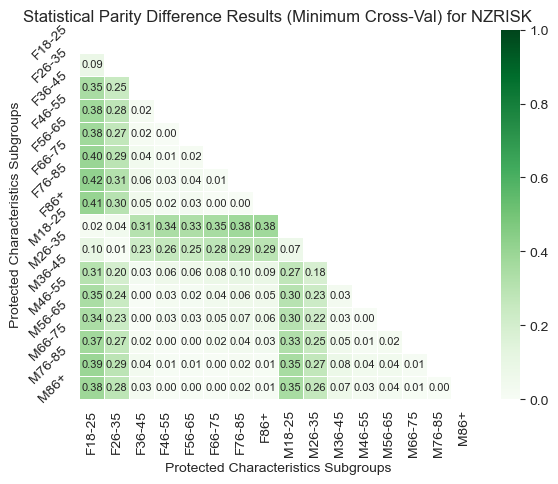 Statistical Parity Difference Results (Minimum Cross-Val) for NZRISK
Protected Characteristics Subgroups
F18-25
F26-35 0.09
F36-45 0.35 0.25
F46-55 0.38 0.28 0.02
F56-65 0.38 0.27 0.02 0.00
F66-75 0.40 0.29 0.04 0.01 0.02
F76-85 0.42 0.31 0.06 0.03 0.04 0.01
F86+ 0.41 0.30 0.05 0.02 0.03 0.00 0.00
M18-25 0.02 0.04 0.31 0.34 0.33 0.35 0.38 0.38
M26-35 0.10 0.01 0.23 0.26 0.25 0.28 0.29 0.29 0.07
M36-45 0.31 0.20 0.03 0.06 0.06 0.08 0.10 0.09 0.27 0.18
M46-55 0.35 0.24 0.00 0.03 0.02 0.04 0.06 0.05 0.30 0.23 0.03
M56-65 0.34 0.23 0.00 0.03 0.03 0.05 0.07 0.06 0.30 0.22 0.03 0.00
M66-75 0.37 0.27 0.02 0.00 0.00 0.02 0.04 0.03 0.33 0.25 0.05 0.01 0.02
M76-85 0.39 0.29 0.04 0.01 0.01 0.00 0.02 0.01 0.35 0.27 0.08 0.04 0.04 0.01
M86+ 0.38 0.28 0.03 0.00 0.00 0.00 0.02 0.01 0.35 0.26 0.07 0.03 0.04 0.01 0.00
F18-25 F26-35 F36-45 F46-55 F56-65 F66-75 F76-85 F86+ M18-25 M26-35 M36-45 M46-55 M56-65 M66-75 M76-85 M86+
Protected Characteristics Subgroups
1.0
0.8
0.6
0.4
0.2
0.0